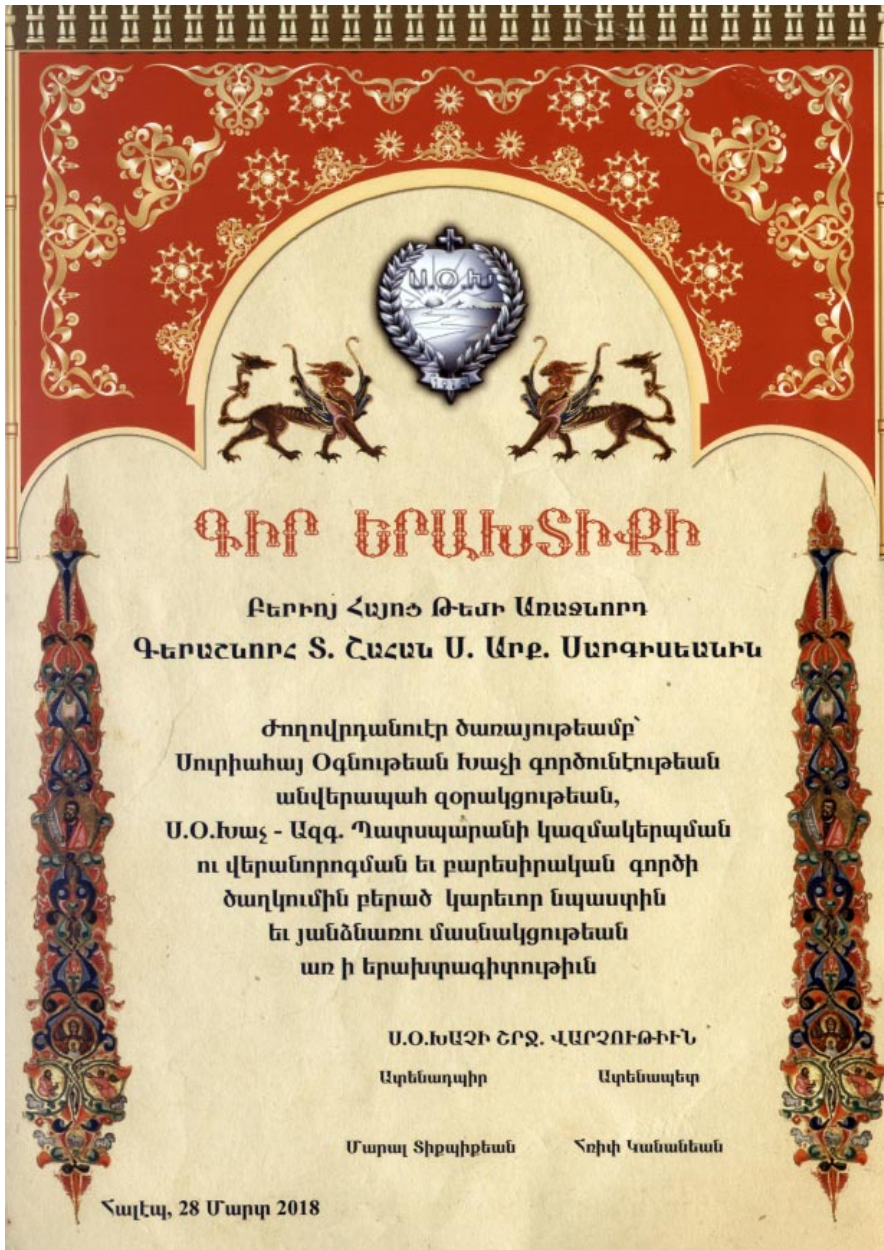 Ս.Օ.Խ
ԳԻՐ ԵՐԱԽՏԻՔԻ
Բերիոյ Հայոց Թեմի Առաջնորդ
Գերաշնորհ Տ. Շահան Ս. Արք. Սարգիսեանին
Ժողովրդանուէր ծառայութեամբ՝
Սուրիահայ Օգնութեան Խաչի գործունէութեան
անվերապահ զօրակցութեան,
Ս.Օ.Խաչ - Ազգ. Պատսպարանի կազմակերպման
ու վերանորոգման եւ բարեսիրական գործի
ծաղկումին բերած կարեւոր նպաստին
եւ յանձնառու մասնակցութեան
առ ի երախտագիտութիւն
Ս.Օ.ԽԱՉԻ ՇՐՋ. ՎԱՐՉՈՒԹԻՒՆ
Ատենադպիր Ատենապետ
Մարալ Տիքպիքեան Հռիփ Կանանեան
Հալէպ, 28 Մարտ 2018